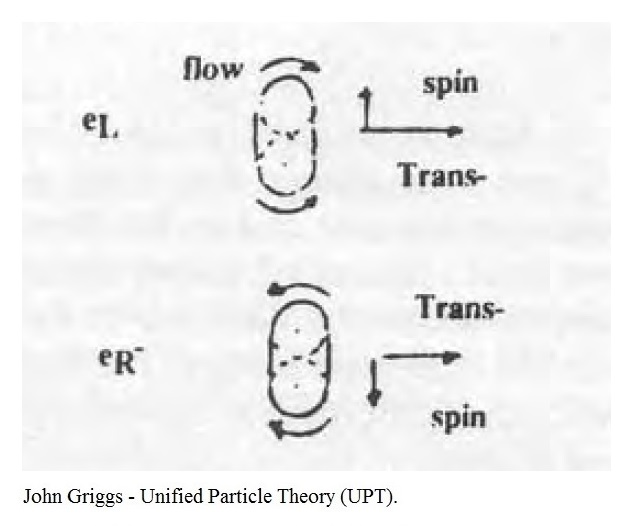 flow
spin
eL.
Trans-
Trans-
eR-
spin
John Griggs - Unified Particle Theory (UPT).